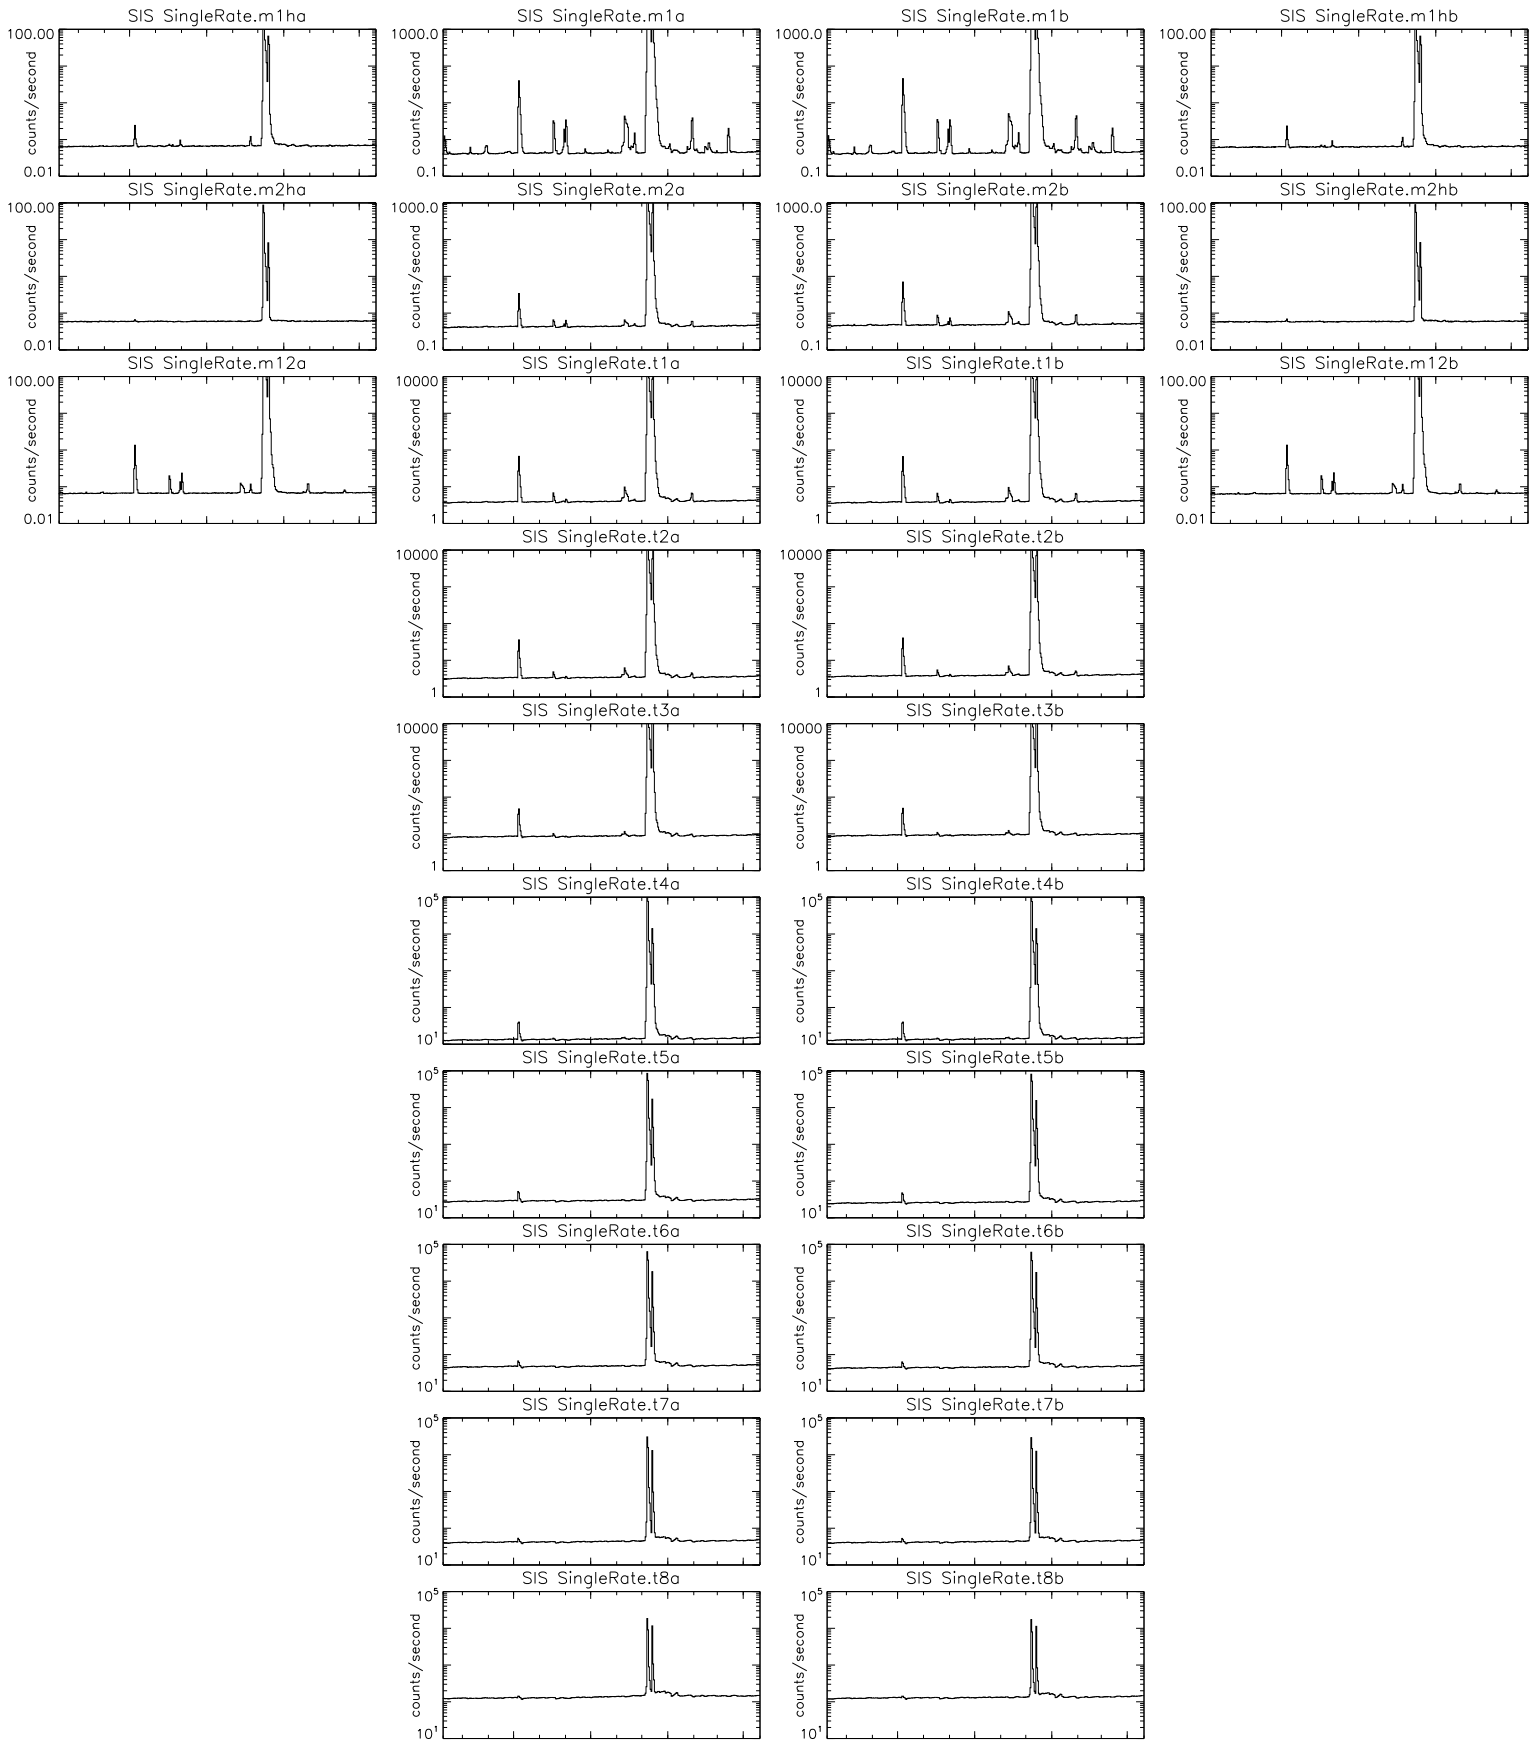 SIS SingleRate.m1ha
100.00
counts/second
0.01
SIS SingleRate.m1a
1000.0
counts/second
0.1
SIS SingleRate.m1b
1000.0
counts/second
0.1
SIS SingleRate.m1hb
100.00
counts/second
0.01
SIS SingleRate.m2ha
100.00
counts/second
0.01
SIS SingleRate.m2a
1000.0
counts/second
0.1
SIS SingleRate.m2b
1000.0
counts/second
0.1
SIS SingleRate.m2hb
100.00
counts/second
0.01
SIS SingleRate.m12a
100.00
counts/second
0.01
SIS SingleRate.t1a
10000
counts/second
1
SIS SingleRate.t1b
10000
counts/second
1
SIS SingleRate.m12b
100.00
counts/second
0.01
SIS SingleRate.t2a
10000
counts/second
1
SIS SingleRate.t2b
10000
counts/second
1
SIS SingleRate.t3a
10000
counts/second
1
SIS SingleRate.t3b
10000
counts/second
1
SIS SingleRate.t4a
10⁵
counts/second
10¹
SIS SingleRate.t4b
10⁵
counts/second
10¹
SIS SingleRate.t5a
10⁵
counts/second
10¹
SIS SingleRate.t5b
10⁵
counts/second
10¹
SIS SingleRate.t6a
10⁵
counts/second
10¹
SIS SingleRate.t6b
10⁵
counts/second
10¹
SIS SingleRate.t7a
10⁵
counts/second
10¹
SIS SingleRate.t7b
10⁵
counts/second
10¹
SIS SingleRate.t8a
10⁵
counts/second
10¹
SIS SingleRate.t8b
10⁵
counts/second
10¹